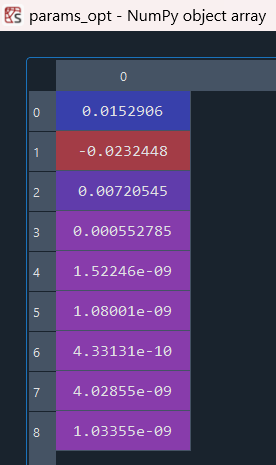 params_opt - NumPy object array
0
0 0.0152906
1 -0.0232448
2 0.00720545
3 0.000552785
4 1.52246e-09
5 1.08001e-09
6 4.33131e-10
7 4.02855e-09
8 1.03355e-09